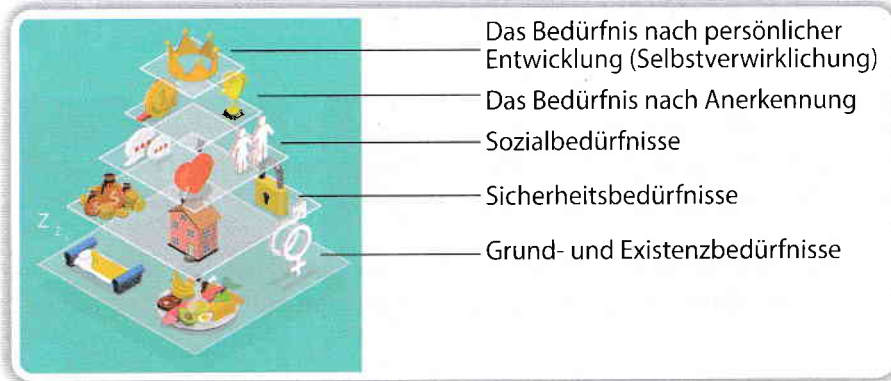 Das Bedürfnis nach persönlicher
Entwicklung (Selbstverwirklichung)
Das Bedürfnis nach Anerkennung
Sozialbedürfnisse
Sicherheitsbedürfnisse
Grund- und Existenzbedürfnisse
Z
z